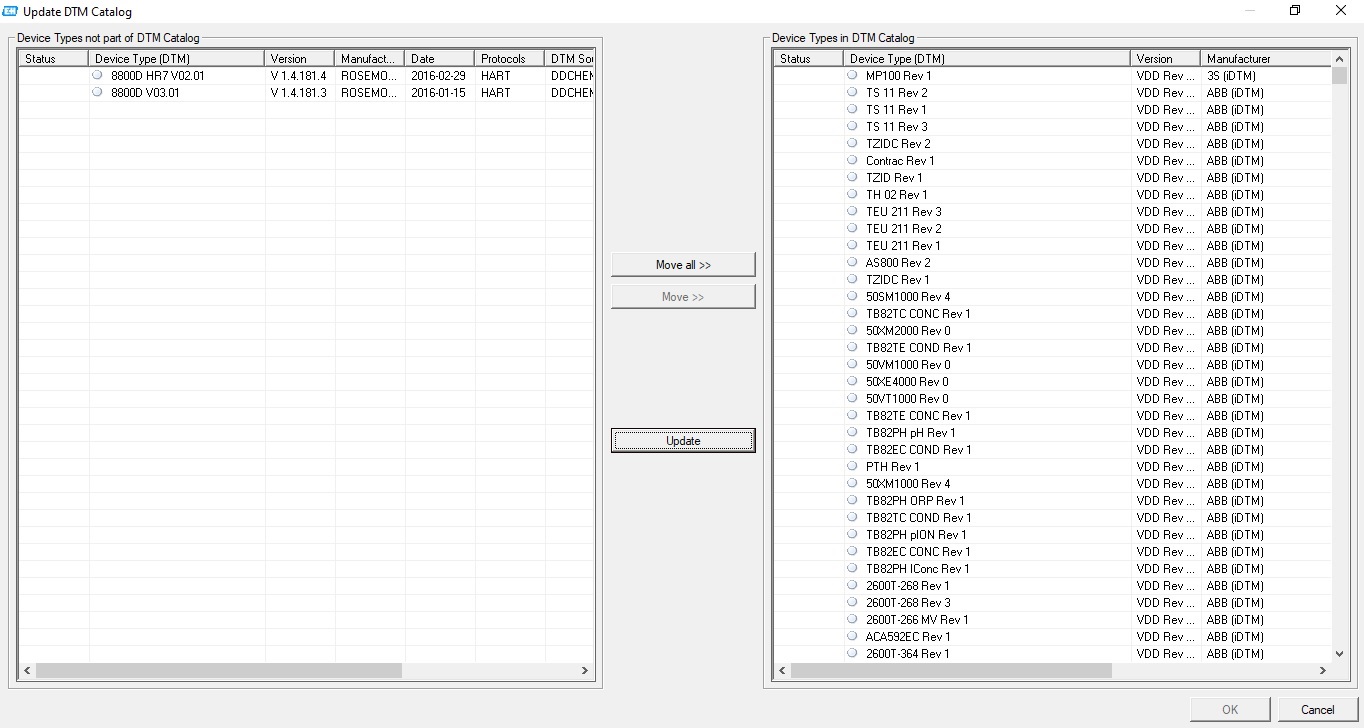 Update DTM Catalog
Device Types not part of DTM Catalog
Status Device Type (DTM) Version Manufact... Date Protocols DTM Sou
8800D HR7 V02.01 V 1.4.181.4 ROSEMO... 2016-02-29 HART DDCHEM
8800D V03.01 V 1.4.181.3 ROSEMO... 2016-01-15 HART DDCHEM
Move all >>
Move >>
Update
Device Types in DTM Catalog
Status Device Type (DTM) Version Manufacturer
MP100 Rev 1 VDD Rev ... 3S (iDTM)
TS 11 Rev 2 VDD Rev ... ABB (iDTM)
TS 11 Rev 1 VDD Rev ... ABB (iDTM)
TS 11 Rev 3 VDD Rev ... ABB (iDTM)
TZIDC Rev 2 VDD Rev ... ABB (iDTM)
Contrac Rev 1 VDD Rev ... ABB (iDTM)
TZID Rev 1 VDD Rev ... ABB (iDTM)
TH 02 Rev 1 VDD Rev ... ABB (iDTM)
TEU 211 Rev 3 VDD Rev ... ABB (iDTM)
TEU 211 Rev 2 VDD Rev ... ABB (iDTM)
TEU 211 Rev 1 VDD Rev ... ABB (iDTM)
AS800 Rev 2 VDD Rev ... ABB (iDTM)
TZIDC Rev 1 VDD Rev ... ABB (iDTM)
50SM1000 Rev 4 VDD Rev ... ABB (iDTM)
TB82TC CONC Rev 1 VDD Rev ... ABB (iDTM)
50XM2000 Rev 0 VDD Rev ... ABB (iDTM)
TB82TE COND Rev 1 VDD Rev ... ABB (iDTM)
50VM1000 Rev 0 VDD Rev ... ABB (iDTM)
50XE4000 Rev 0 VDD Rev ... ABB (iDTM)
50VT1000 Rev 0 VDD Rev ... ABB (iDTM)
TB82TE CONC Rev 1 VDD Rev ... ABB (iDTM)
TB82PH pH Rev 1 VDD Rev ... ABB (iDTM)
TB82EC COND Rev 1 VDD Rev ... ABB (iDTM)
PTH Rev 1 VDD Rev ... ABB (iDTM)
50XM1000 Rev 4 VDD Rev ... ABB (iDTM)
TB82PH ORP Rev 1 VDD Rev ... ABB (iDTM)
TB82TC COND Rev 1 VDD Rev ... ABB (iDTM)
TB82PH pION Rev 1 VDD Rev ... ABB (iDTM)
TB82EC CONC Rev 1 VDD Rev ... ABB (iDTM)
TB82PH IConc Rev 1 VDD Rev ... ABB (iDTM)
2600T-268 Rev 1 VDD Rev ... ABB (iDTM)
2600T-268 Rev 3 VDD Rev ... ABB (iDTM)
2600T-266 MV Rev 1 VDD Rev ... ABB (iDTM)
ACA592EC Rev 1 VDD Rev ... ABB (iDTM)
2600T-364 Rev 1 VDD Rev ... ABB (iDTM)
OK
Cancel